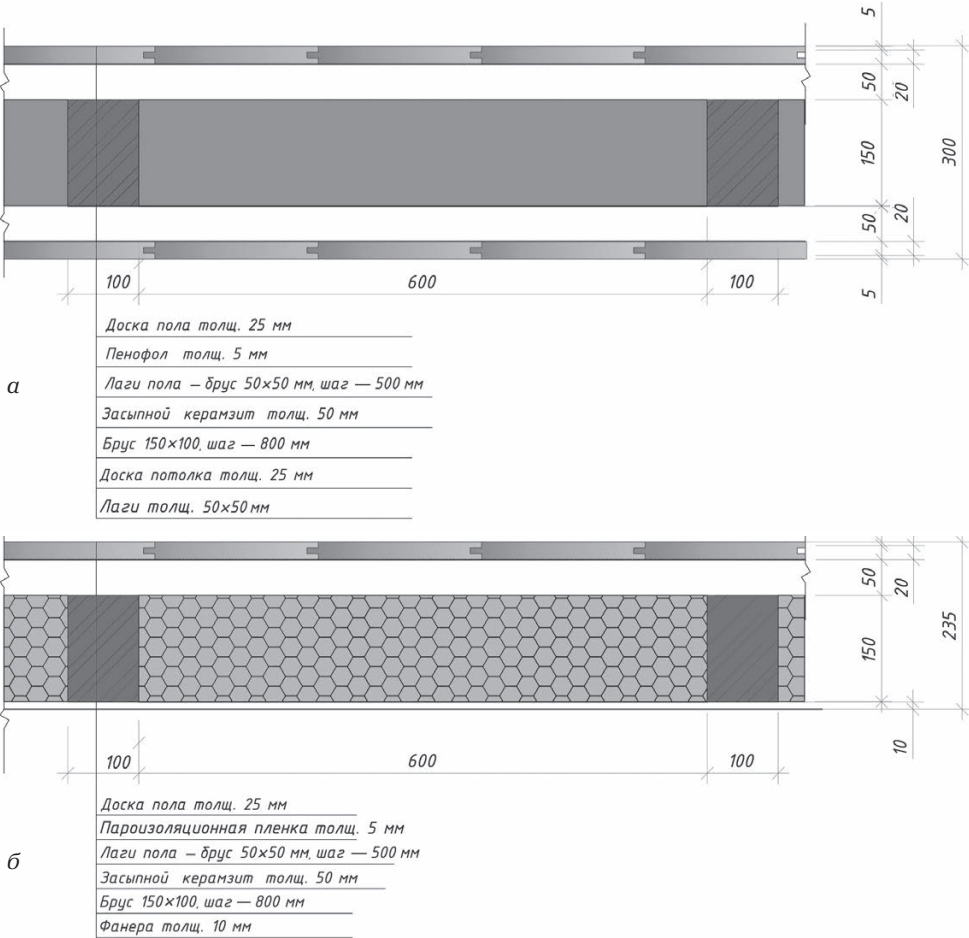 5
50
20
150
300
50
20
5
100
600
100
а
Доска пола толщ. 25 мм
Пенофол толщ. 5 мм
Лаги пола – брус 50×50 мм, шаг — 500 мм
Засыпной керамзит толщ. 50 мм
Брус 150×100, шаг — 800 мм
Доска потолка толщ. 25 мм
Лаги толщ. 50×50 мм
50
20
150
235
10
100
600
100
б
Доска пола толщ. 25 мм
Пароизоляционная пленка толщ. 5 мм
Лаги пола – брус 50×50 мм, шаг — 500 мм
Засыпной керамзит толщ. 50 мм
Брус 150×100, шаг — 800 мм
Фанера толщ. 10 мм